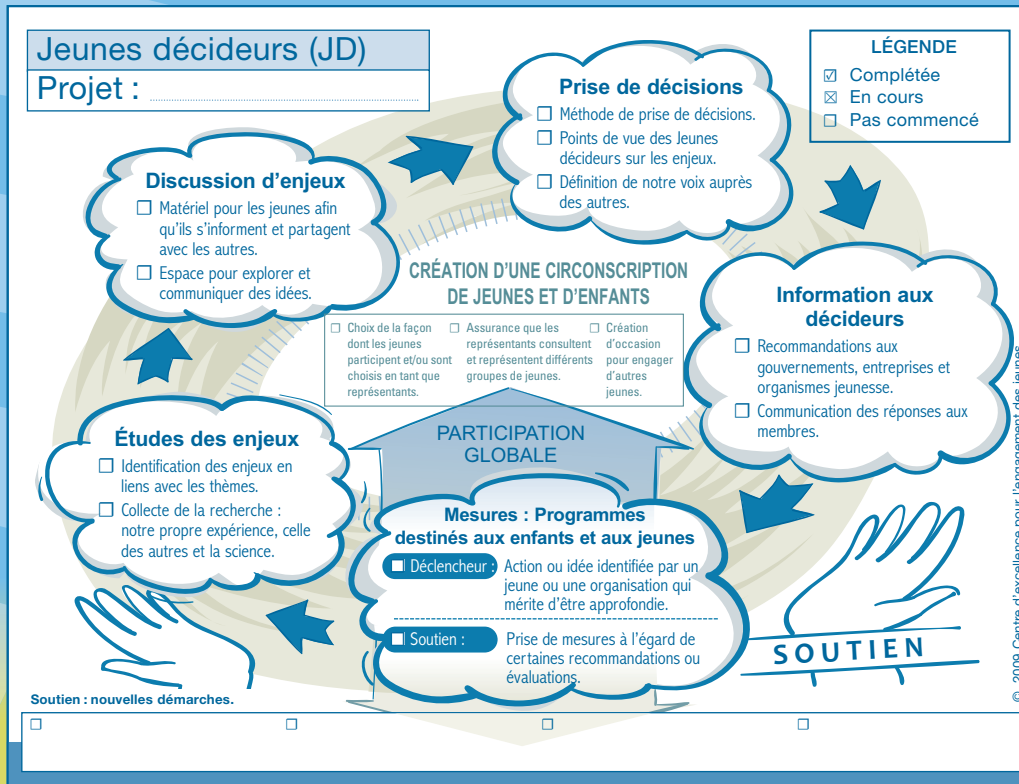 Jeunes décideurs (JD)
Projet :
LÉGENDE
☑ Complétée
☒ En cours
☐ Pas commencé
Prise de décisions
☐ Méthode de prise de décisions.
☐ Points de vue des Jeunes
décideurs sur les enjeux.
☐ Définition de notre voix auprès
des autres.
Discussion d'enjeux
☐ Matériel pour les jeunes afin
qu'ils s'informent et partagent
avec les autres.
☐ Espace pour explorer et
communiquer des idées.
CRÉATION D'UNE CIRCONSCRIPTION
DE JEUNES ET D'ENFANTS
☐ Choix de la façon
dont les jeunes
participent et/ou sont
choisis en tant que
représentants.
☐ Assurance que les
représentants consultent
et représentent différents
groupes de jeunes.
☐ Création
d'occasion
pour engager
d'autres
jeunes.
Information aux
décideurs
☐ Recommandations aux
gouvernements, entreprises et
organismes jeunesse.
☐ Communication des réponses aux
membres.
Études des enjeux
☐ Identification des enjeux en
liens avec les thèmes.
☐ Collecte de la recherche :
notre propre expérience, celle
des autres et la science.
PARTICIPATION
GLOBALE
Mesures : Programmes
destinés aux enfants et aux jeunes
☐ Déclencheur : Action ou idée identifiée par un
jeune ou une organisation qui
mérite d'être approfondie.
☐ Soutien : Prise de mesures à l'égard de
certaines recommandations ou
évaluations.
SOUTIEN
Soutien : nouvelles démarches.
☐ ☐ ☐ ☐
© 2009 Centre d'excellence pour l'engagement des jeunes